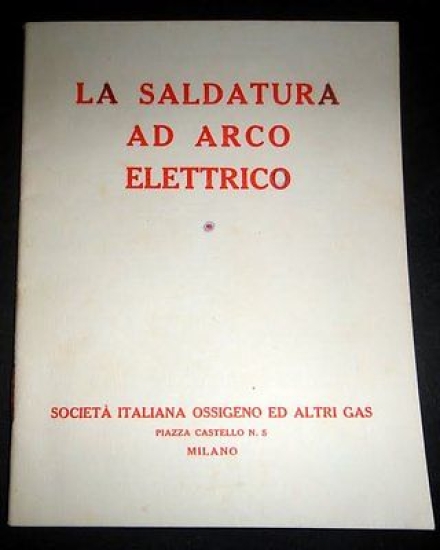 LA SALDATURA
AD ARCO
ELETTRICO
SOCIETÀ ITALIANA OSSIGENO ED ALTRI GAS
PIAZZA CASTELLO N. 5
MILANO